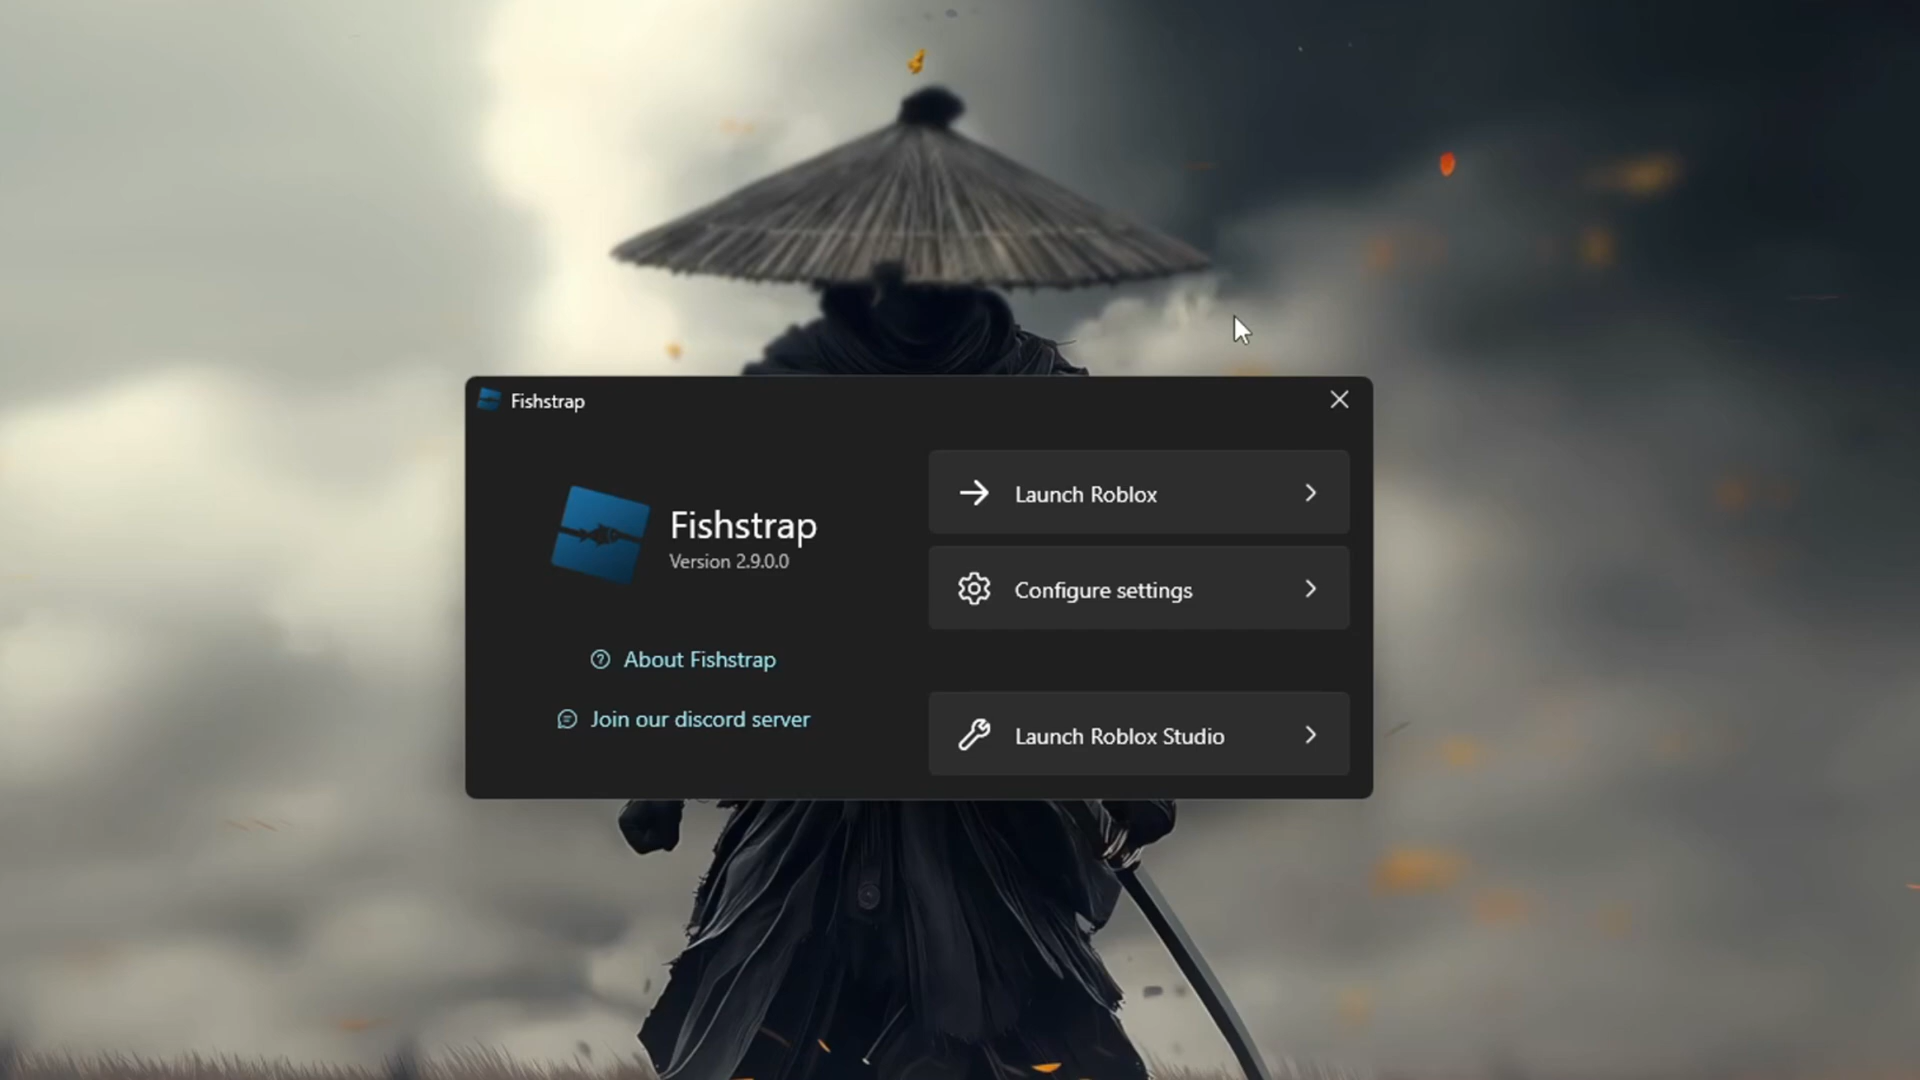 Fishstrap
Fishstrap
Version 2.9.0.0
About Fishstrap
Join our discord server
Launch Roblox
Configure settings
Launch Roblox Studio